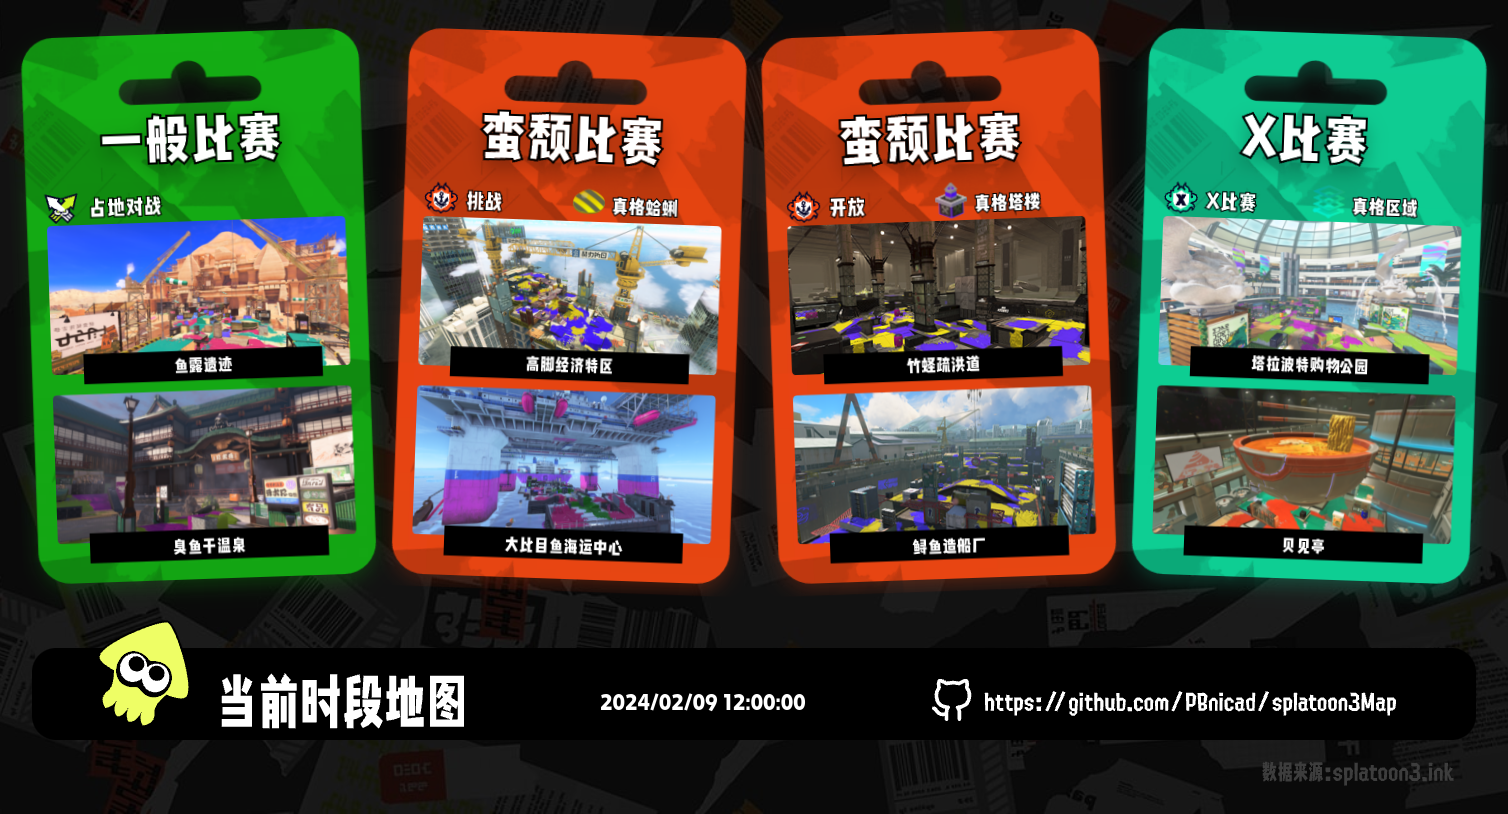 一般比赛
占地对战
鱼露遗迹
臭鱼干温泉
蛮颓比赛
挑战
真格蛤蜊
高脚经济特区
大比目鱼海运中心
蛮颓比赛
开放
真格塔楼
竹蛏疏洪道
鲟鱼造船厂
X比赛
X比赛
真格区域
塔拉波特购物公园
贝见亭
当前时段地图
2024/02/09 12:00:00
https://github.com/PBnicad/splatoon3Map
数据来源:splatoon3.ink